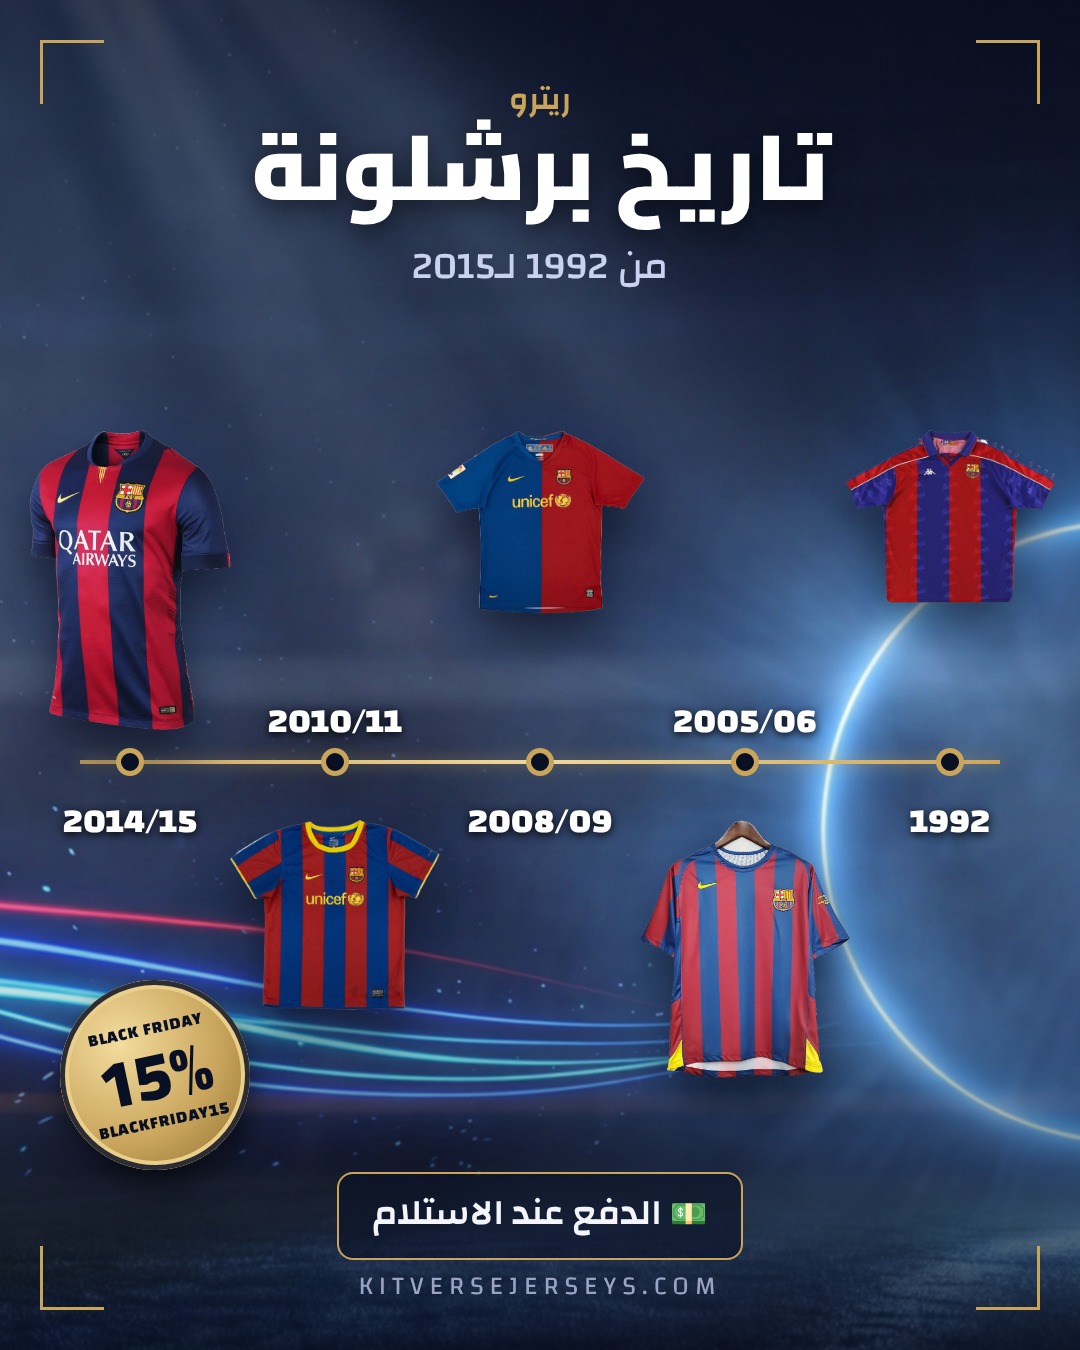 ريترو
تاريخ برشلونة
من 1992 لـ2015
QATAR
AIRWAYS
unicef
2010/11
2005/06
2014/15
2008/09
1992
unicef
BLACK FRIDAY
15%
BLACKFRIDAY15
💵 الدفع عند الاستلام
KITVERSEJERSEYS.COM